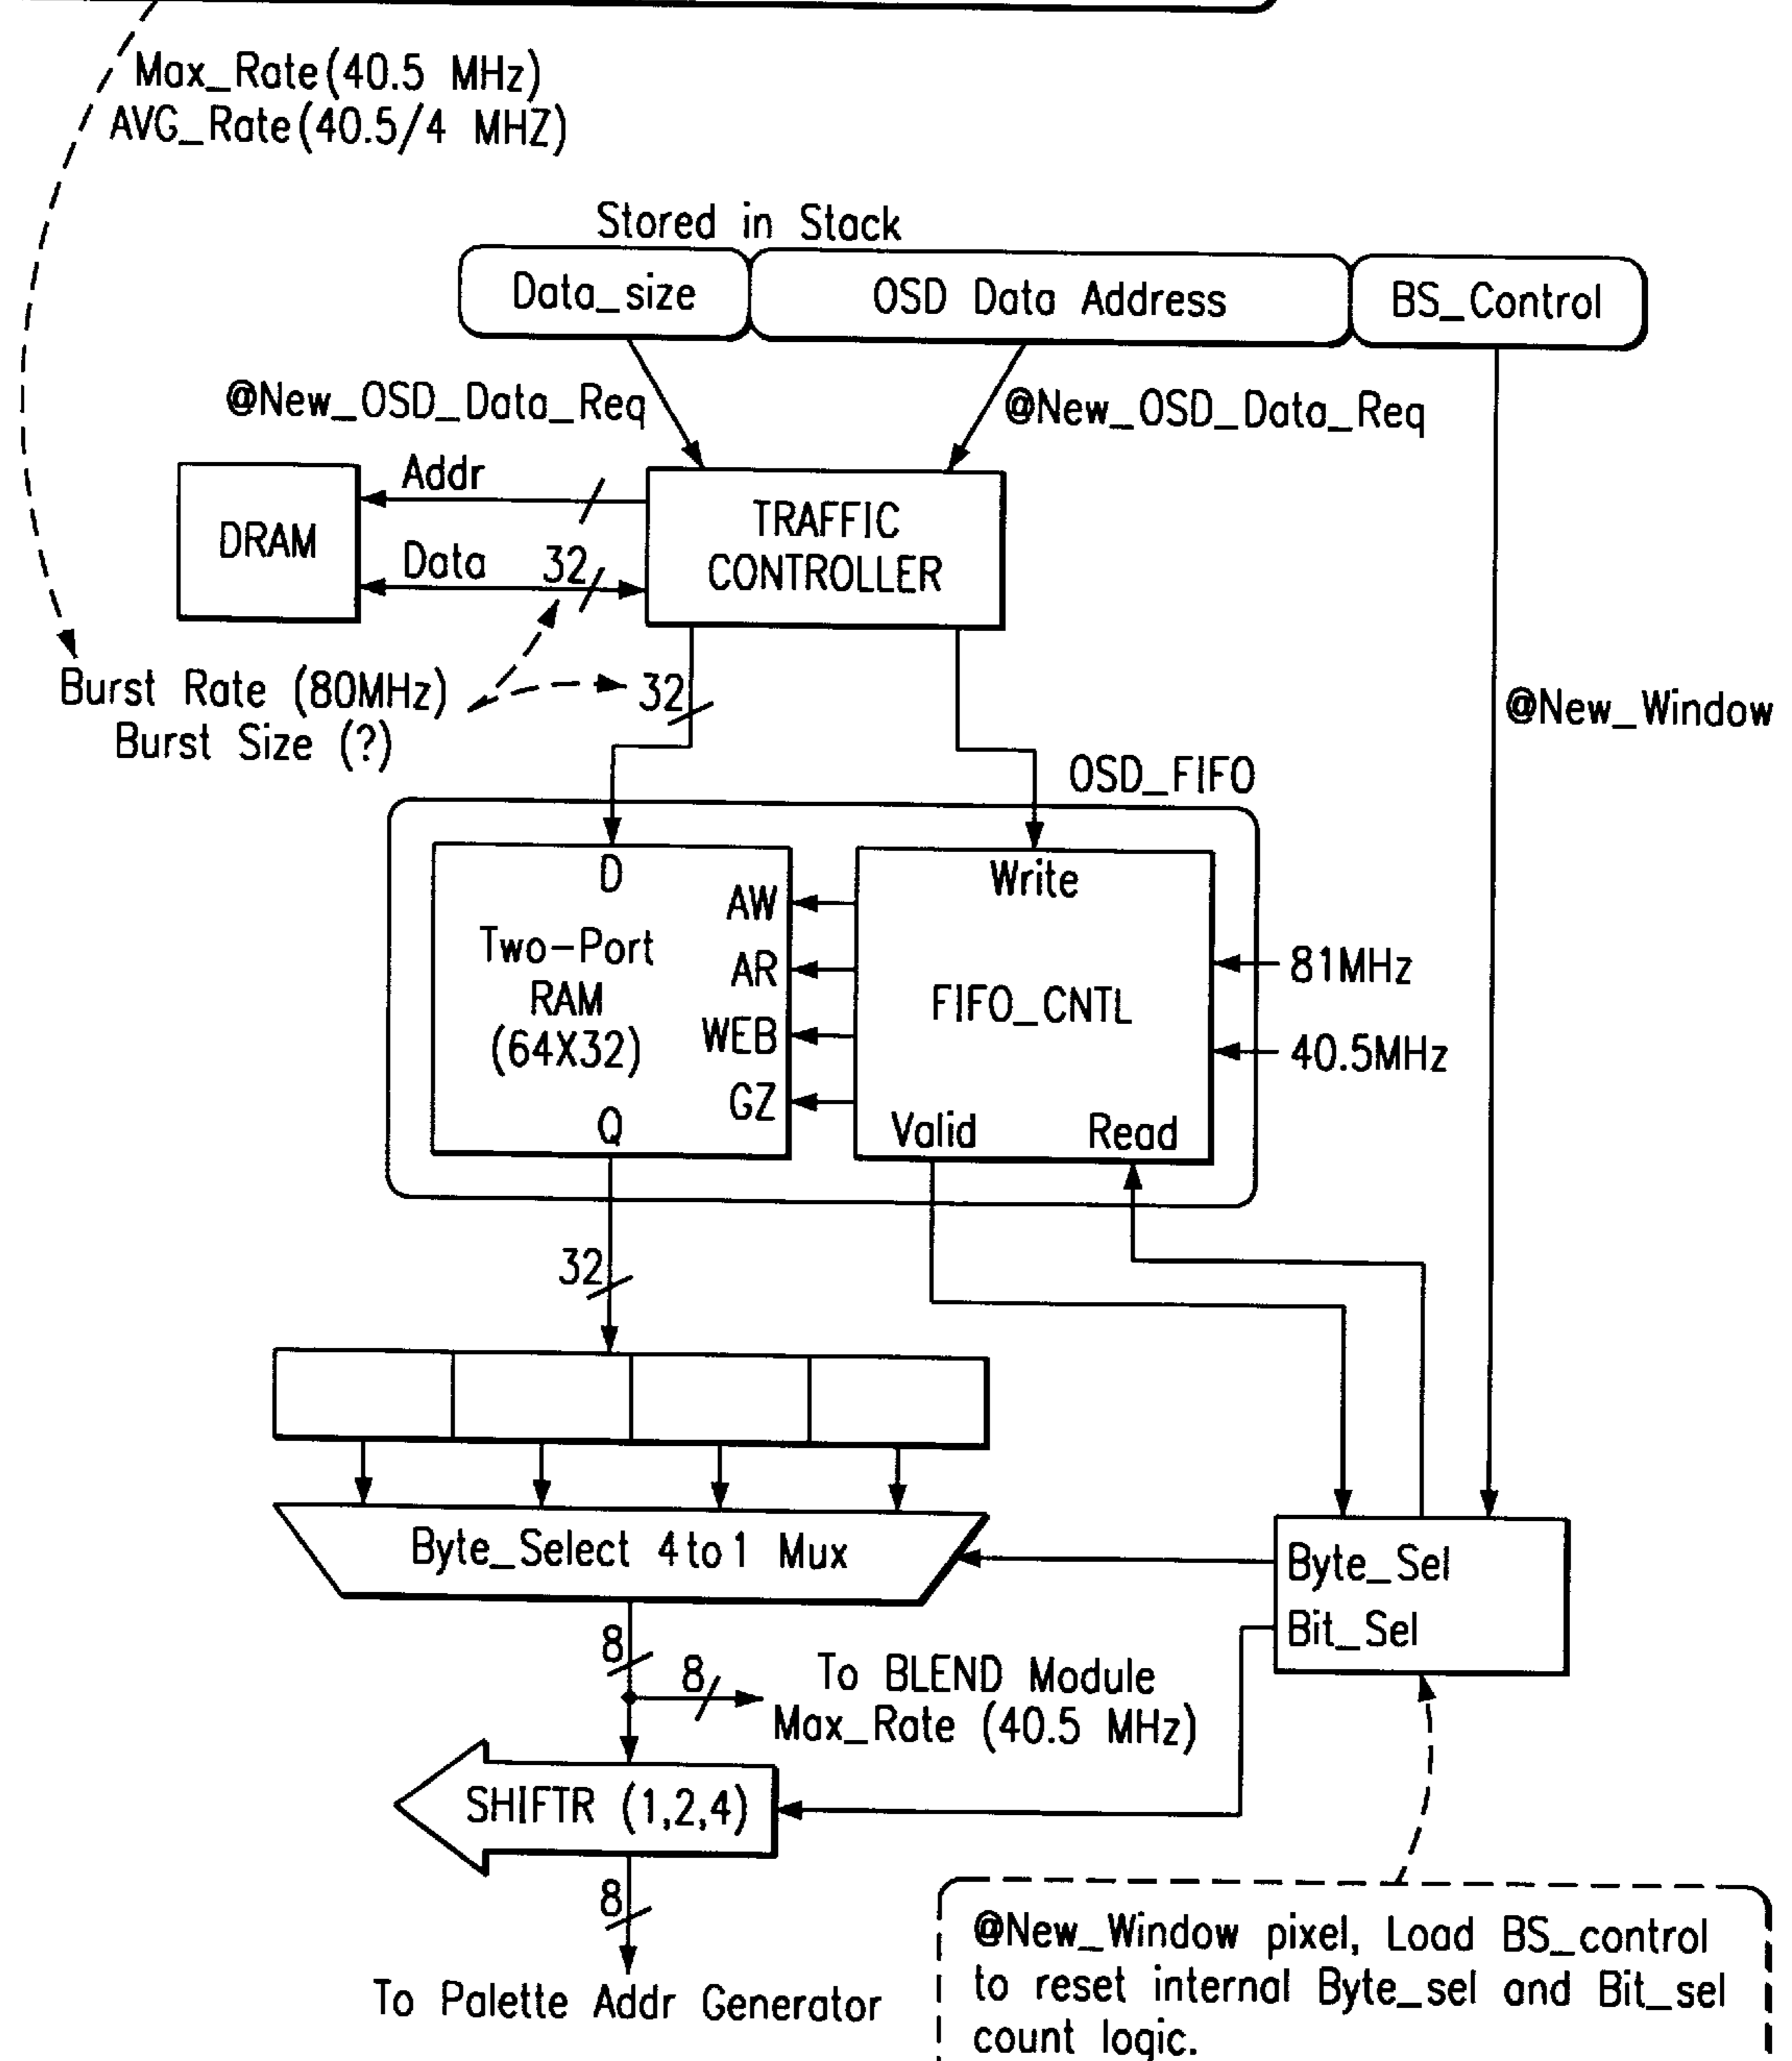 Max_Rate(40.5 MHz)
AVG_Rate(40.5/4 MHZ)
Stored in Stack
Data_size
OSD Data Address
BS_Control
@New_OSD_Data_Req
@New_OSD_Data_Req
DRAM
Addr
Data
32
TRAFFIC
CONTROLLER
Burst Rate (80MHz)
Burst Size (?)
32
@New_Window
OSD_FIFO
D
Two-Port
RAM
(64X32)
Q
AW
AR
WEB
GZ
Write
FIFO_CNTL
Valid
Read
81MHz
40.5MHz
32
Byte_Select 4to1 Mux
Byte_Sel
Bit_Sel
8
8
To BLEND Module
Max_Rate (40.5 MHz)
SHIFTR (1,2,4)
8
To Palette Addr Generator
@New_Window pixel, Load BS_control
to reset internal Byte_sel and Bit_sel
count logic.